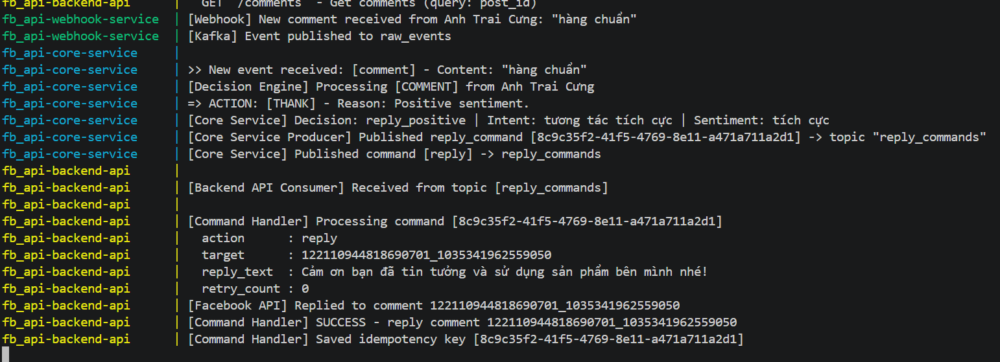 fb_api-backend-api | GET /comments - Get comments (query: post_id)
fb_api-webhook-service | [Webhook] New comment received from Anh Trai Cưng: "hàng chuẩn"
fb_api-webhook-service | [Kafka] Event published to raw_events
fb_api-core-service |
fb_api-core-service | >> New event received: [comment] - Content: "hàng chuẩn"
fb_api-core-service | [Decision Engine] Processing [COMMENT] from Anh Trai Cưng
fb_api-core-service | => ACTION: [THANK] - Reason: Positive sentiment.
fb_api-core-service | [Core Service] Decision: reply_positive | Intent: tương tác tích cực | Sentiment: tích cực
fb_api-core-service | [Core Service Producer] Published reply_command [8c9c35f2-41f5-4769-8e11-a471a711a2d1] -> topic "reply_commands"
fb_api-core-service | [Core Service] Published command [reply] -> reply_commands
fb_api-backend-api |
fb_api-backend-api | [Backend API Consumer] Received from topic [reply_commands]
fb_api-backend-api |
fb_api-backend-api | [Command Handler] Processing command [8c9c35f2-41f5-4769-8e11-a471a711a2d1]
fb_api-backend-api | action : reply
fb_api-backend-api | target : 122110944818690701_1035341962559050
fb_api-backend-api | reply_text : Cảm ơn bạn đã tin tưởng và sử dụng sản phẩm bên mình nhé!
fb_api-backend-api | retry_count : 0
fb_api-backend-api | [Facebook API] Replied to comment 122110944818690701_1035341962559050
fb_api-backend-api | [Command Handler] SUCCESS - reply comment 122110944818690701_1035341962559050
fb_api-backend-api | [Command Handler] Saved idempotency key [8c9c35f2-41f5-4769-8e11-a471a711a2d1]